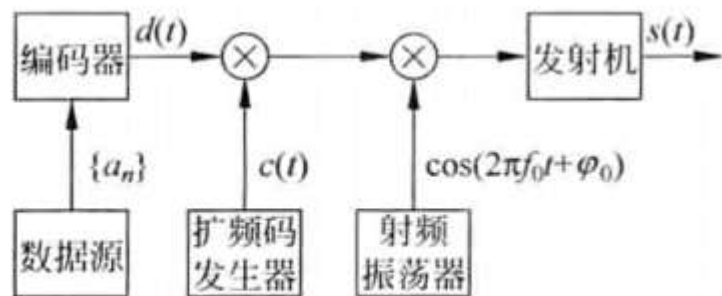 编码器
d(t)
发射机
s(t)
{aₙ}
c(t)
cos(2πf₀t+φ₀)
数据源
扩频码
发生器
射频
振荡器